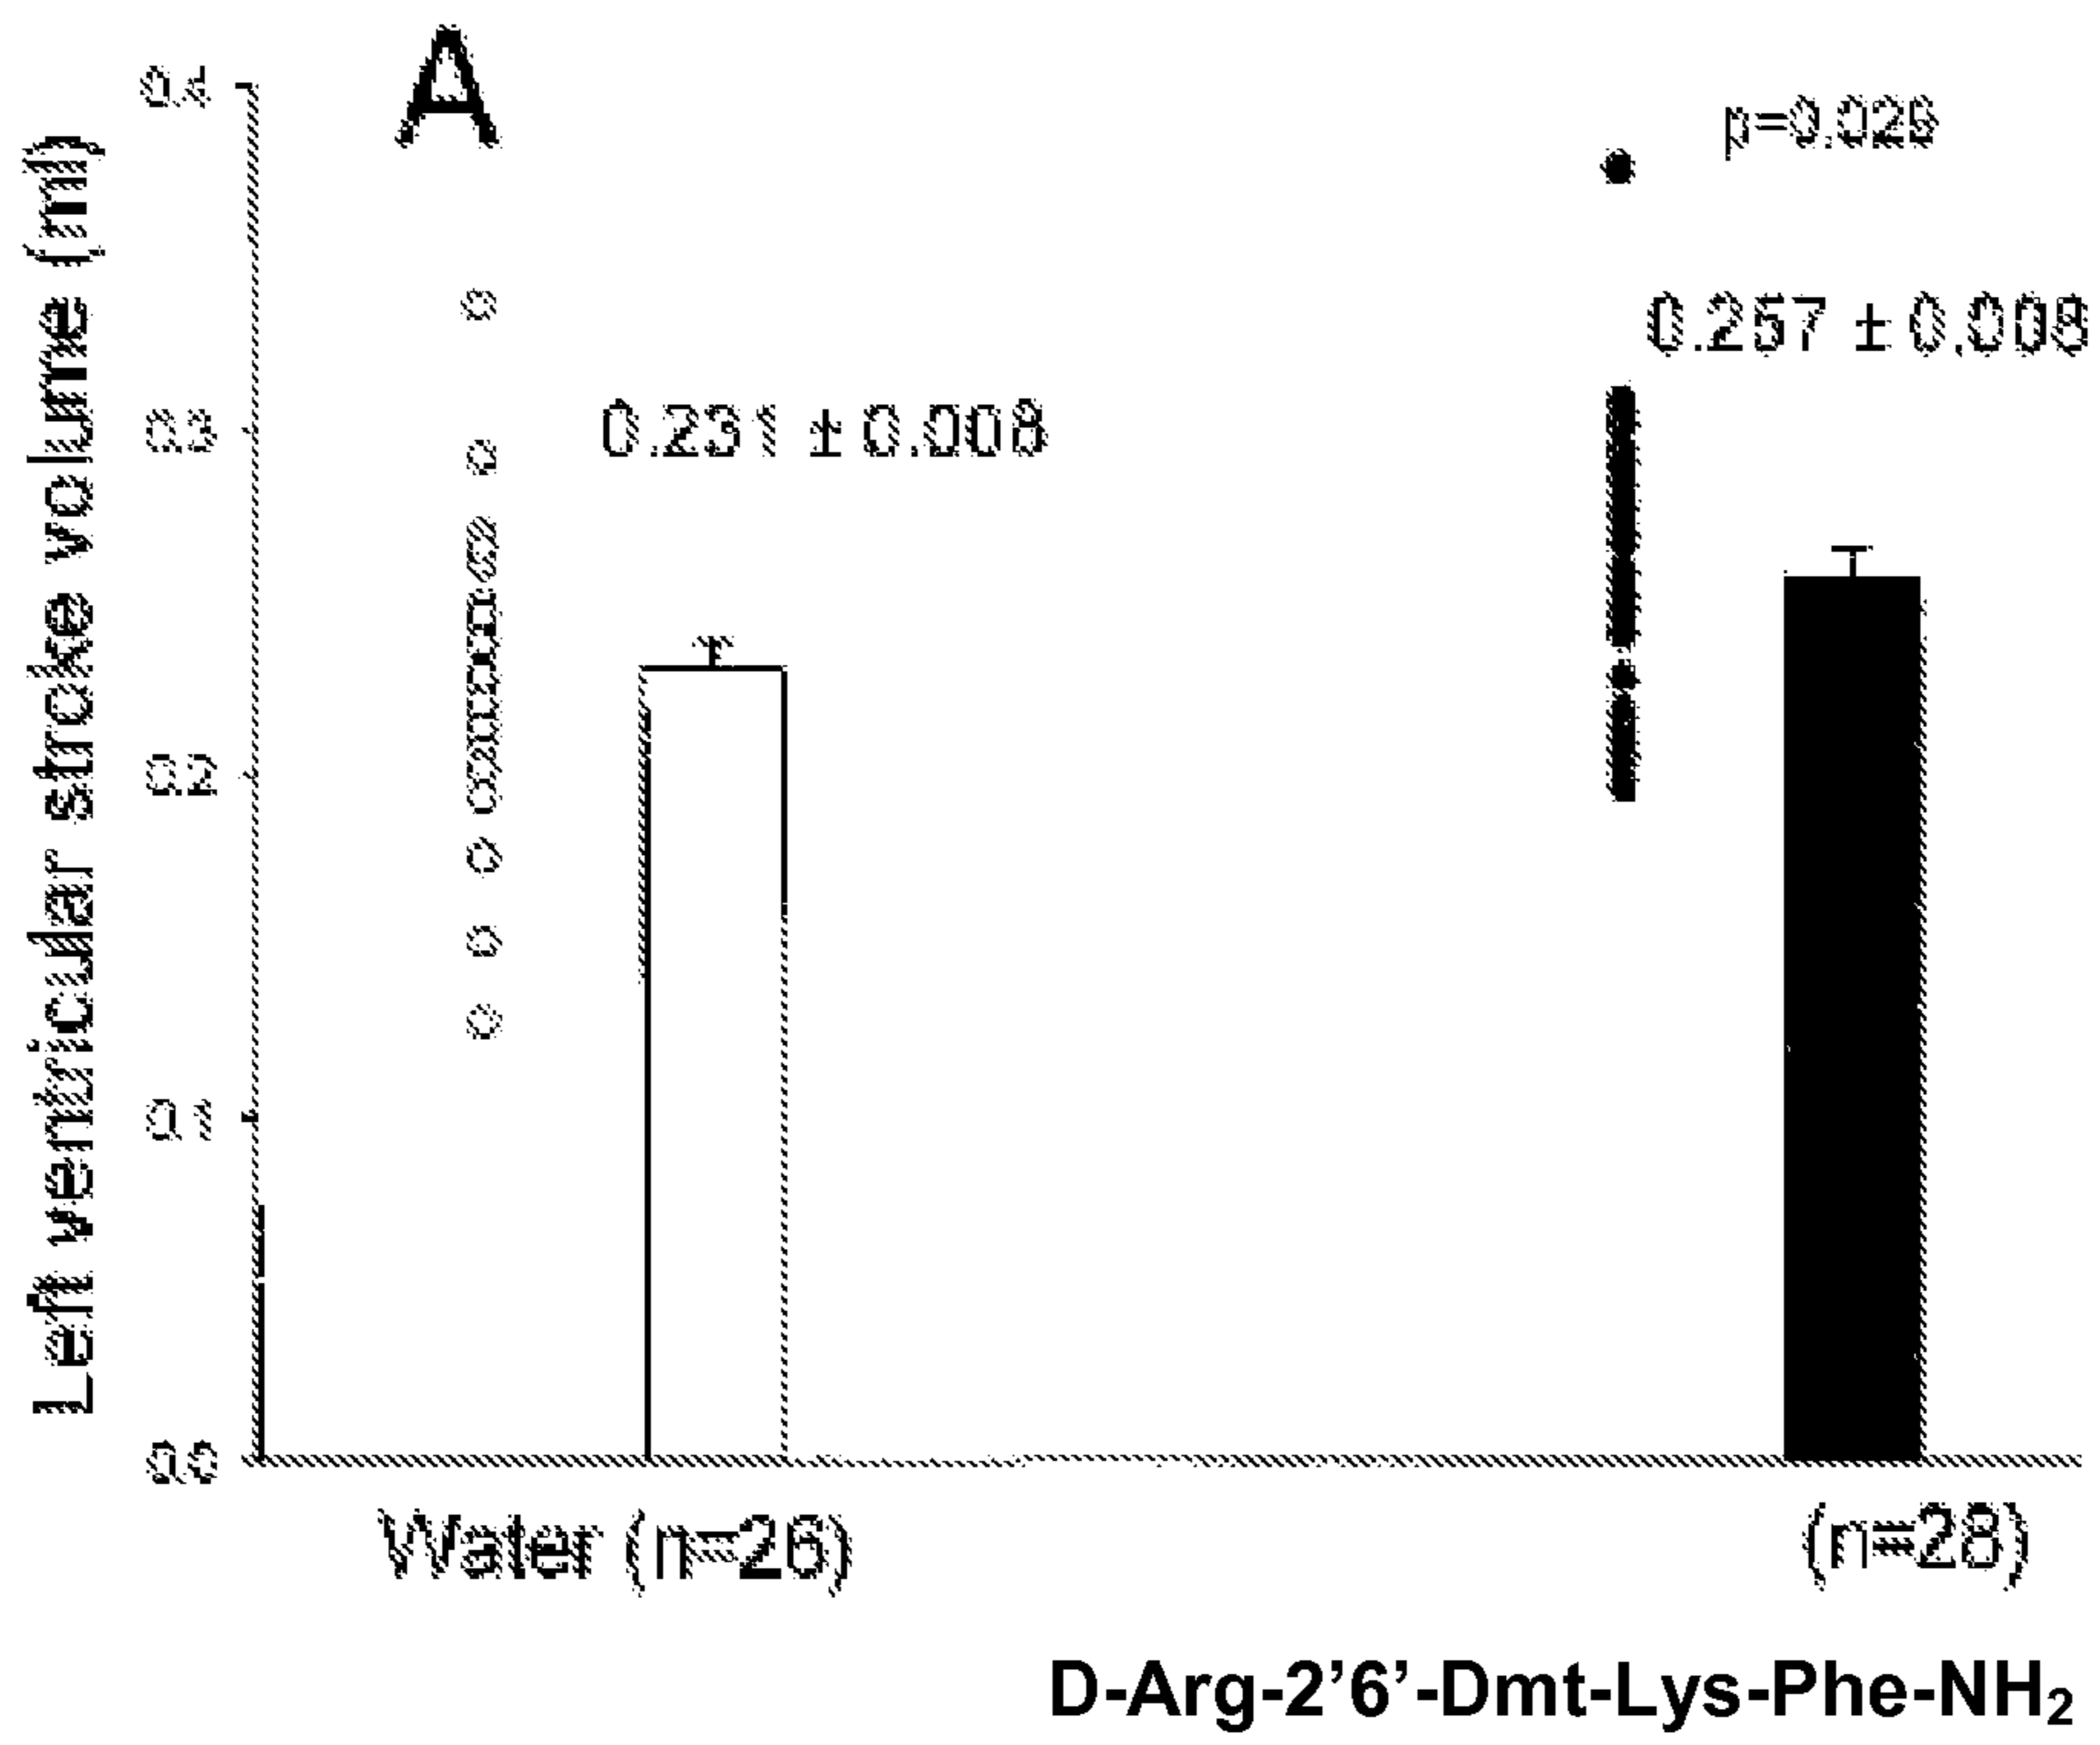 A
0.4
p=0.029
0.257 ± 0.008
0.3
0.231 ± 0.008
0.2
0.1
0.0
Left ventricular stroke volume (ml)
Water (n=26)
(n=28)
D-Arg-2’6’-Dmt-Lys-Phe-NH₂